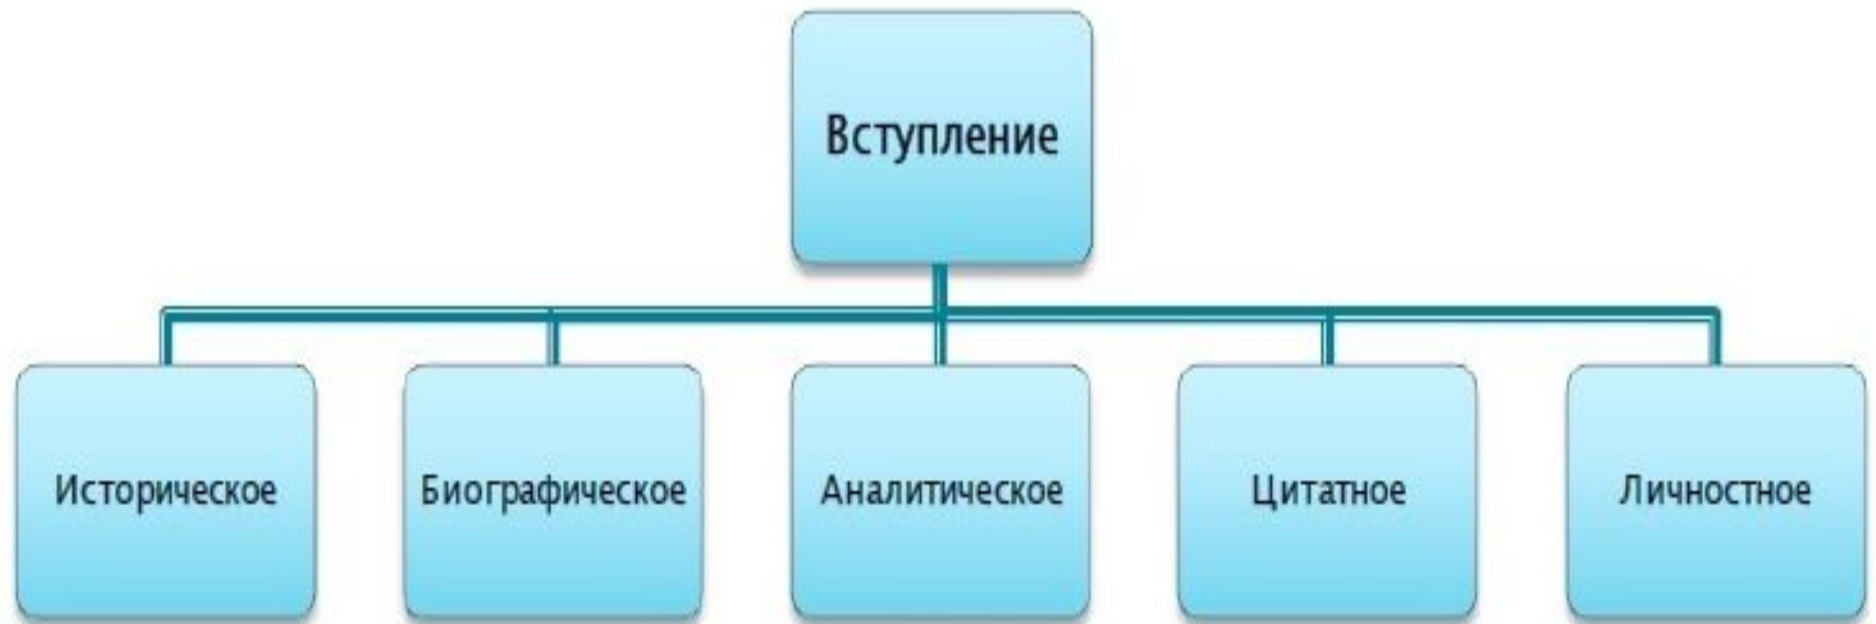 Вступление
Историческое
Биографическое
Аналитическое
Цитатное
Личностное